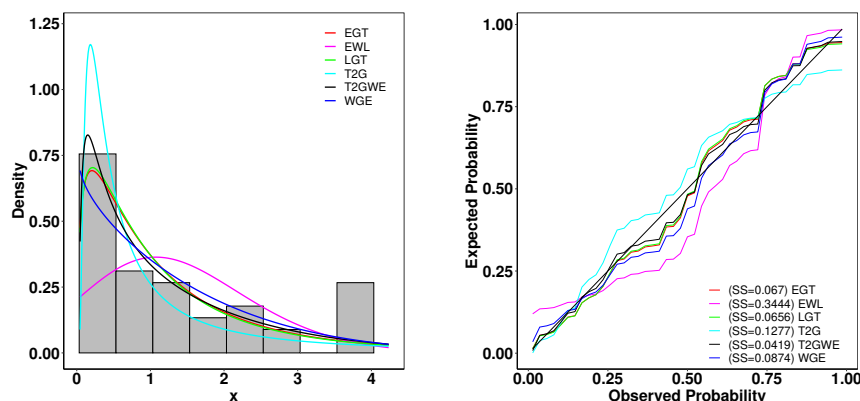 1.25
1.00
0.75
0.50
0.25
0.00
Density
EGT
EWL
LGT
T2G
T2GWE
WGE
0
1
2
3
4
x
1.00
0.75
0.50
0.25
0.00
Expected Probability
(SS=0.067) EGT
(SS=0.3444) EWL
(SS=0.0656) LGT
(SS=0.1277) T2G
(SS=0.0419) T2GWE
(SS=0.0874) WGE
0.00
0.25
0.50
0.75
1.00
Observed Probability